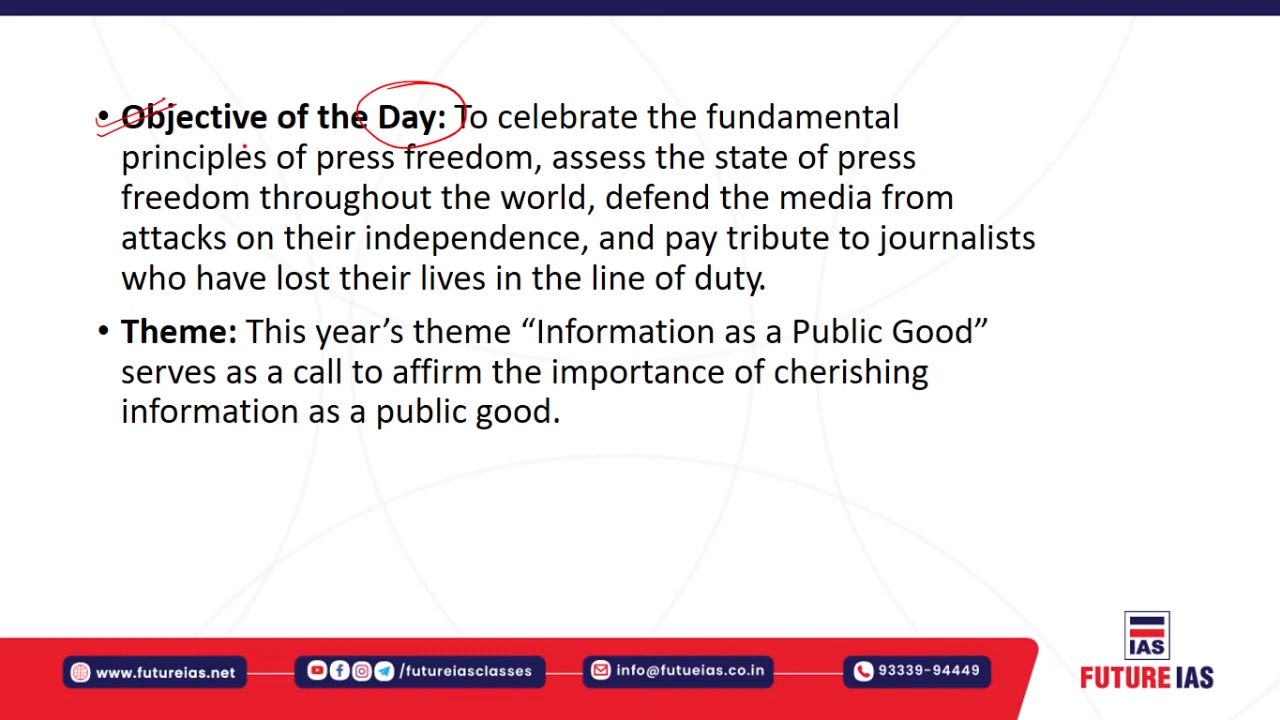 • Objective of the Day: To celebrate the fundamental
principles of press freedom, assess the state of press
freedom throughout the world, defend the media from
attacks on their independence, and pay tribute to journalists
who have lost their lives in the line of duty.
• Theme: This year’s theme “Information as a Public Good”
serves as a call to affirm the importance of cherishing
information as a public good.
IAS
FUTURE IAS
www.futureias.net
/futureiasclasses
info@futueias.co.in
93339-94449